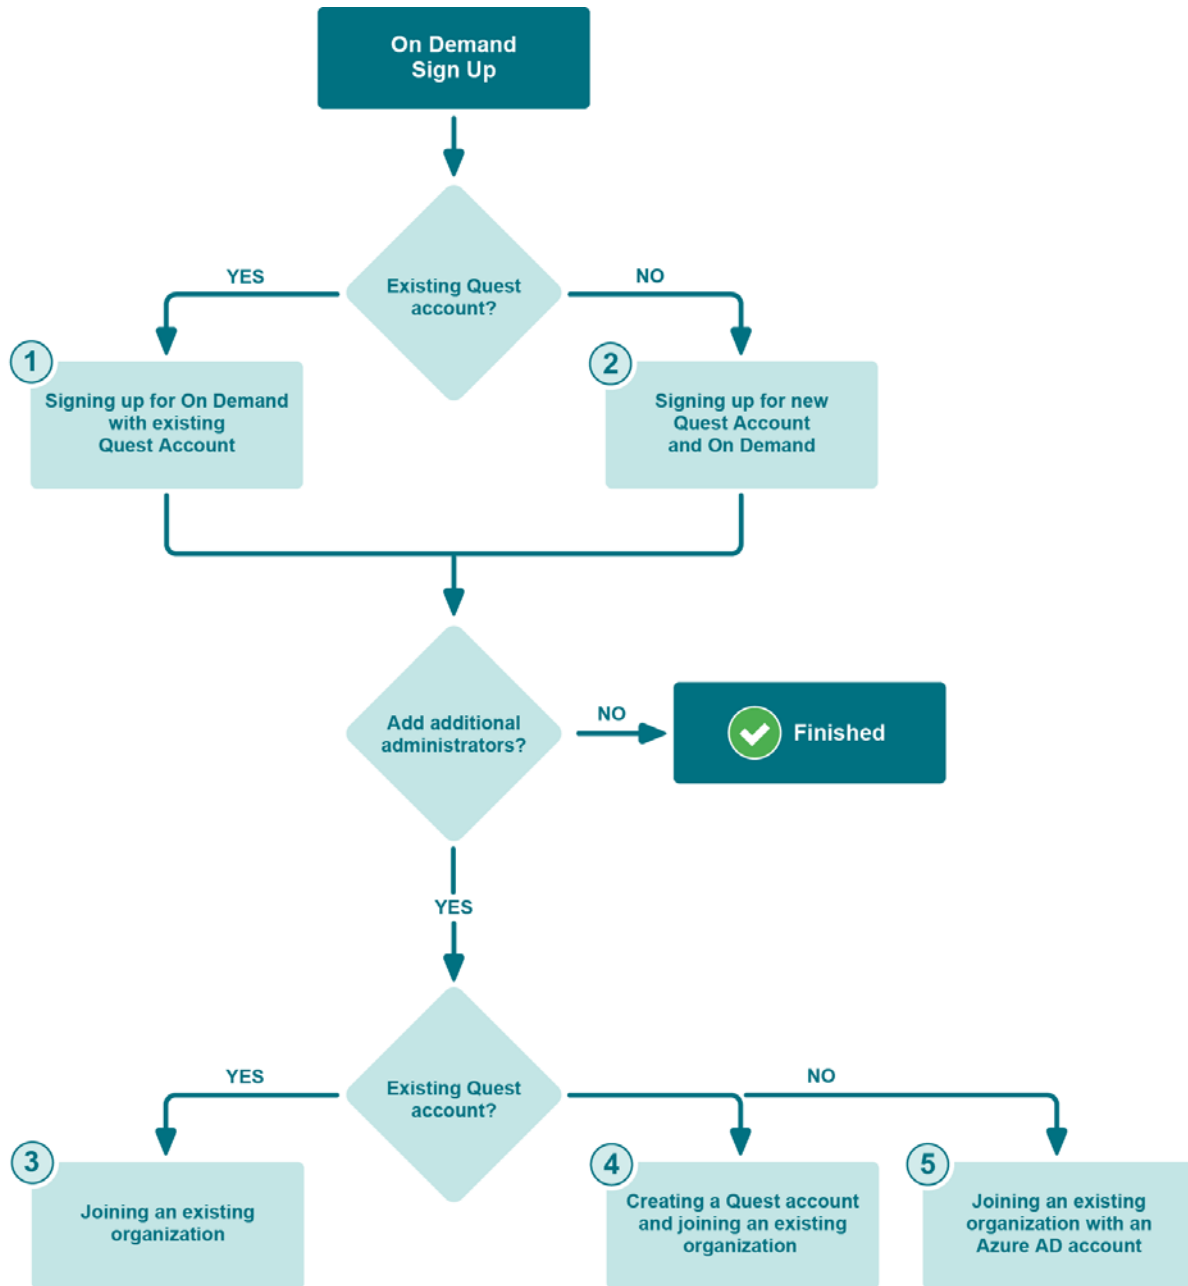 On Demand
Sign Up
Existing Quest
account?
YES
NO
1
Signing up for On Demand
with existing
Quest Account
2
Signing up for new
Quest Account
and On Demand
Add additional
administrators?
NO
Finished
YES
Existing Quest
account?
YES
NO
3
Joining an existing
organization
4
Creating a Quest account
and joining an existing
organization
5
Joining an existing
organization with an
Azure AD account